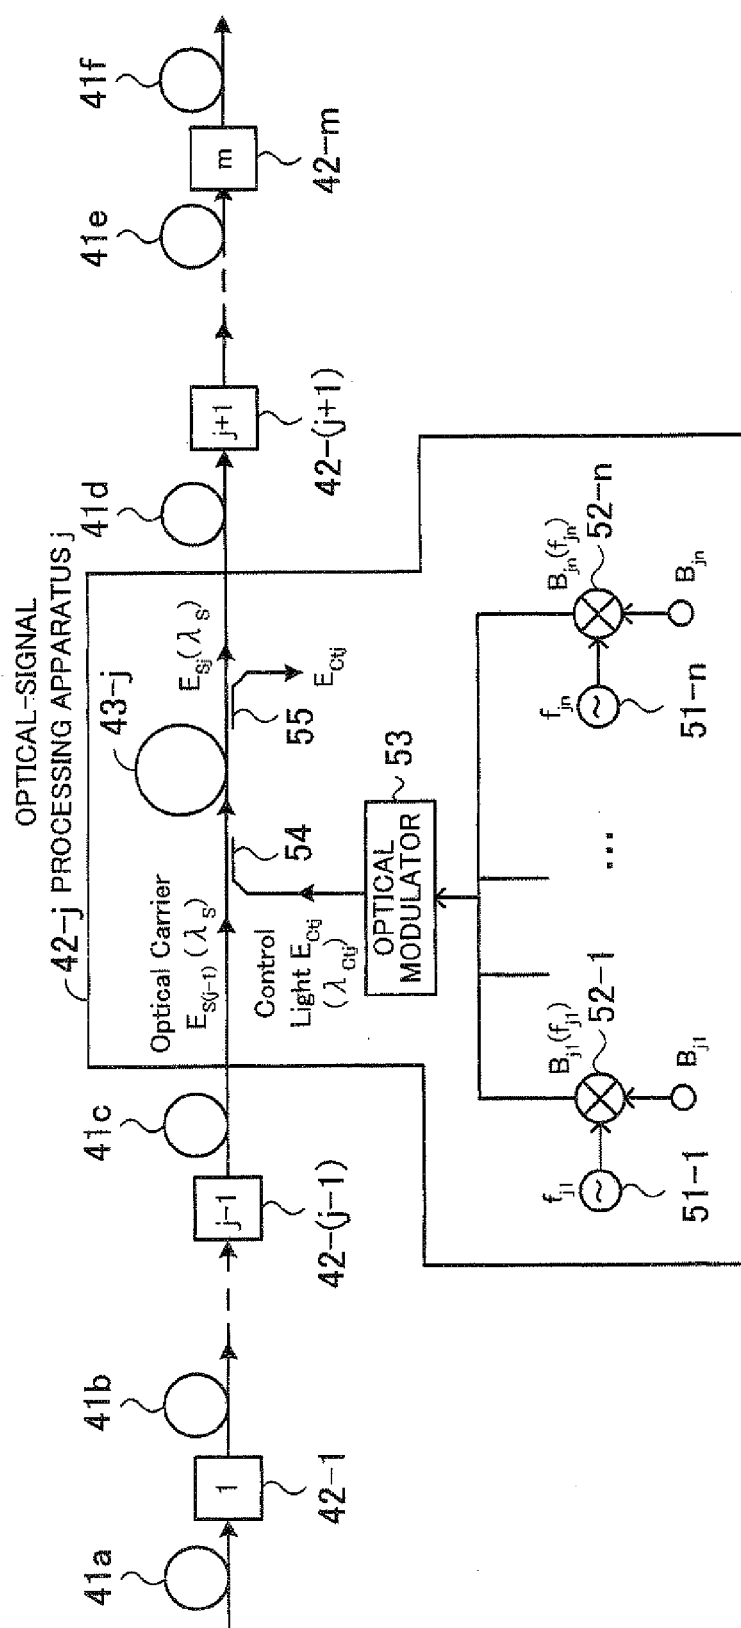 OPTICAL-SIGNAL
42-j PROCESSING APPARATUS j
41a
1
42-1
41b
j-1
42-(j-1)
41c
Optical Carrier
E_S(j-1) (λ_S)
43-j
E_Sj(λ_S)
Control
Light E_Ctj
(λ_Ctj)
54
55
E_Ctj
OPTICAL
MODULATOR
53
41d
j+1
42-(j+1)
41e
m
42-m
41f
f_j1
51-1
B_j1(f_j1)
52-1
B_j1
...
f_jn
51-n
B_jn(f_jn)
52-n
B_jn